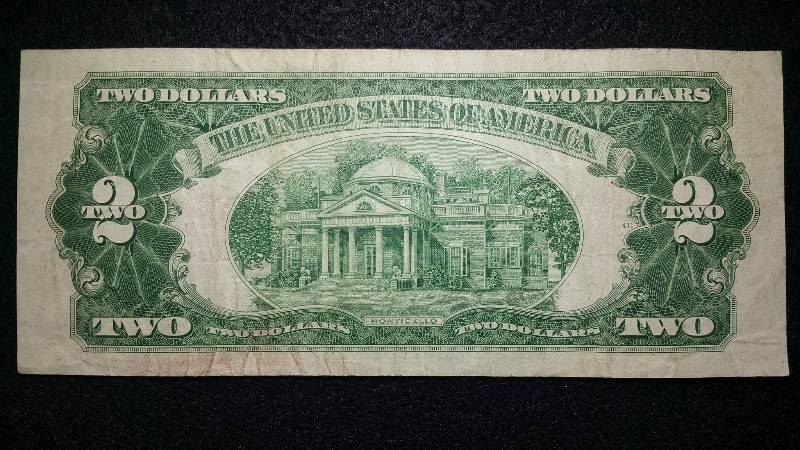 TWO DOLLARS TWO DOLLARS
THE UNITED STATES OF AMERICA
2 2
TWO TWO
TWO TWO DOLLARS MONTICELLO TWO DOLLARS TWO